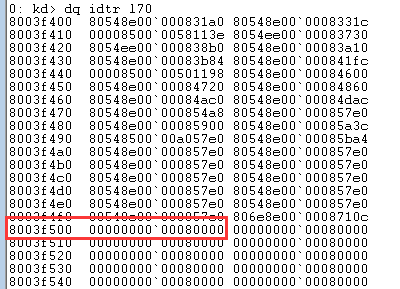 0: kd> dq idtr l70
8003f400 80548e00`000831a0 80548e00`0008331c
8003f410 00008500`0058113e 8054ee00`00083730
8003f420 8054ee00`000838b0 80548e00`00083a10
8003f430 80548e00`00083b84 80548e00`000841fc
8003f440 00008500`00501198 80548e00`00084600
8003f450 80548e00`00084720 80548e00`00084860
8003f460 80548e00`00084ac0 80548e00`00084dac
8003f470 80548e00`000854a8 80548e00`000857e0
8003f480 80548e00`00085900 80548e00`00085a3c
8003f490 80548500`00a057e0 80548e00`00085ba4
8003f4a0 80548e00`000857e0 80548e00`000857e0
8003f4b0 80548e00`000857e0 80548e00`000857e0
8003f4c0 80548e00`000857e0 80548e00`000857e0
8003f4d0 80548e00`000857e0 80548e00`000857e0
8003f4e0 80548e00`000857e0 80548e00`000857e0
8003f4f0 80548e00`000857e0 806e8e00`0008710c
8003f500 00000000`00080000 00000000`00080000
8003f510 00000000`00080000 00000000`00080000
8003f520 00000000`00080000 00000000`00080000
8003f530 00000000`00080000 00000000`00080000
8003f540 00000000`00080000 00000000`00080000